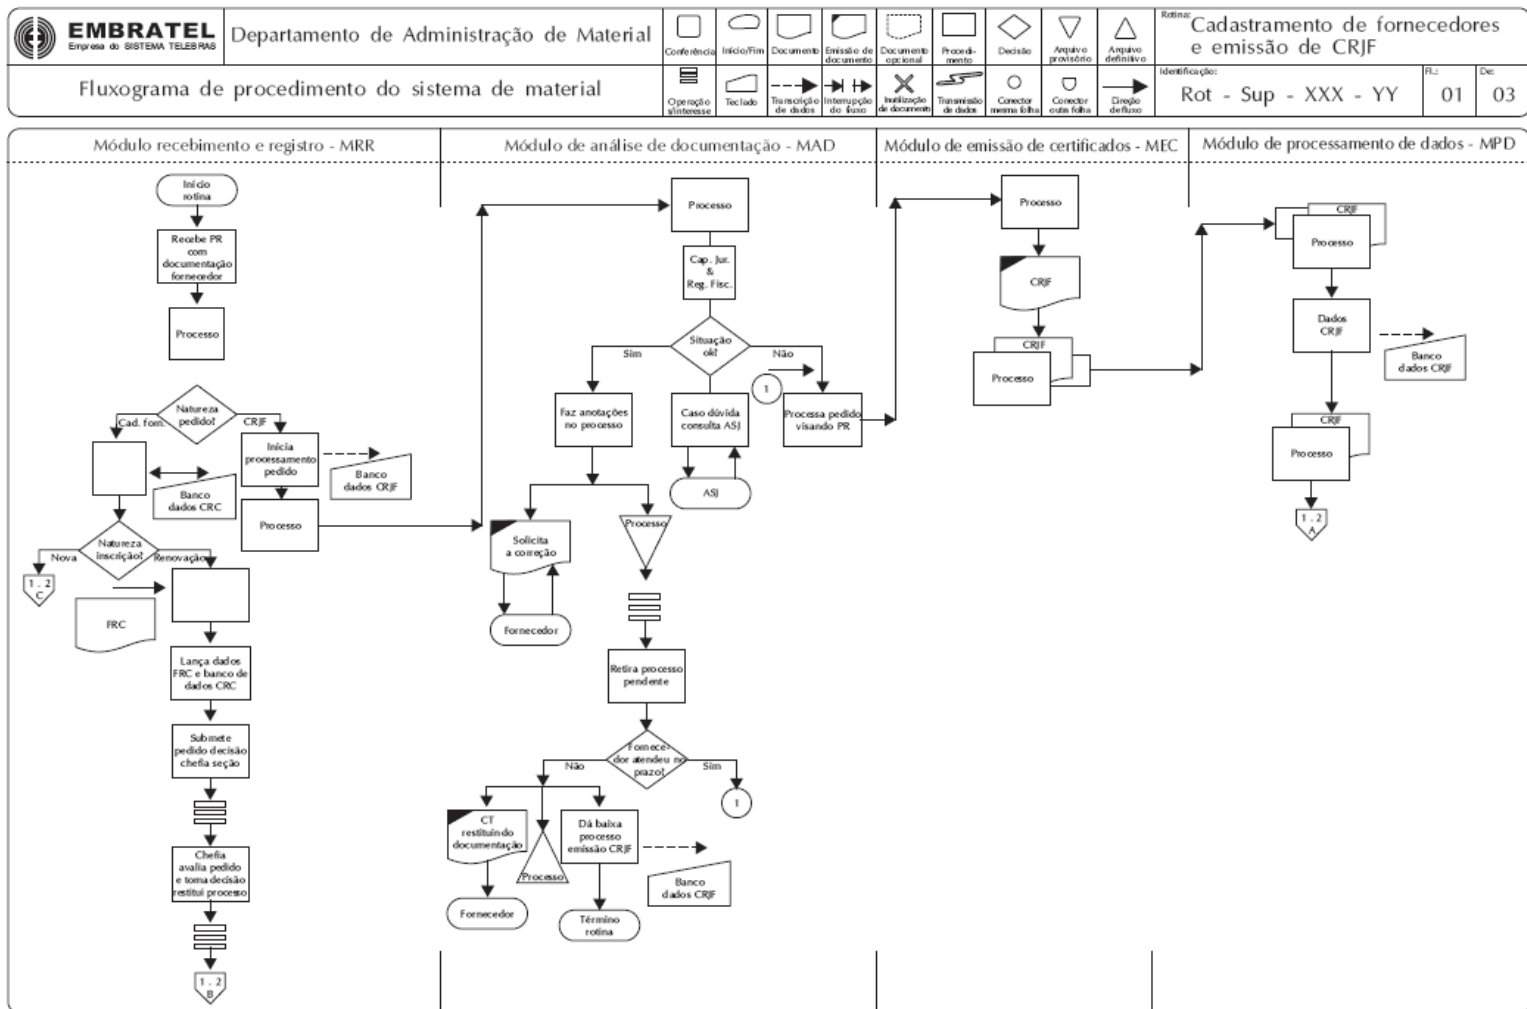 EMBRATEL
Empresa do SISTEMA TELEBRAS
Departamento de Administração de Material
Fluxograma de procedimento do sistema de material
Conferência
Início/Fim
Documento
Emissão de
documento
Documento
opcional
Procedi-
mento
Decisão
Arquivo
provisório
Arquivo
definitivo
Operação
s/interesse
Teclado
Transcrição
de dados
Interrupção
do fluxo
Inutilização
de documento
Transmissão
de dados
Conector
mesma folha
Conector
outra folha
Direção
de fluxo
Rotina:
Cadastramento de fornecedores
e emissão de CRJF
Identificação:
Rot - Sup - XXX - YY
FL:
01
De:
03
Módulo recebimento e registro - MRR
Início
rotina
Recebe PR
com
documentação
fornecedor
Processo
Natureza
pedido?
Cad. forn.
CRJF
Inicia
processamento
pedido
Banco
dados CRJF
Banco
dados CRC
Processo
Natureza
inscrição?
Nova
Renovação
1 . 2
C
FRC
Lança dados
FRC e banco de
dados CRC
Submete
pedido decisão
chefia seção
Chefia
avalia pedido
e toma decisão
restitui processo
1 . 2
B
Módulo de análise de documentação - MAD
Processo
Cap. Jur.
&
Reg. Fisc.
Situação
ok?
Sim
Não
1
Faz anotações
no processo
Caso dúvida
consulta ASJ
Processa pedido
visando PR
ASJ
Solicita
a correção
Processo
Fornecedor
Retira processo
pendente
Fornece-
dor atendeu no
prazo?
Não
Sim
1
CT
restituindo
documentação
Processo
Dá baixa
processo
emissão CRJF
Banco
dados CRJF
Fornecedor
Término
rotina
Módulo de emissão de certificados - MEC
Processo
CRJF
CRJF
Processo
Módulo de processamento de dados - MPD
CRJF
Processo
Dados
CRJF
Banco
dados CRJF
CRJF
Processo
1 . 2
A